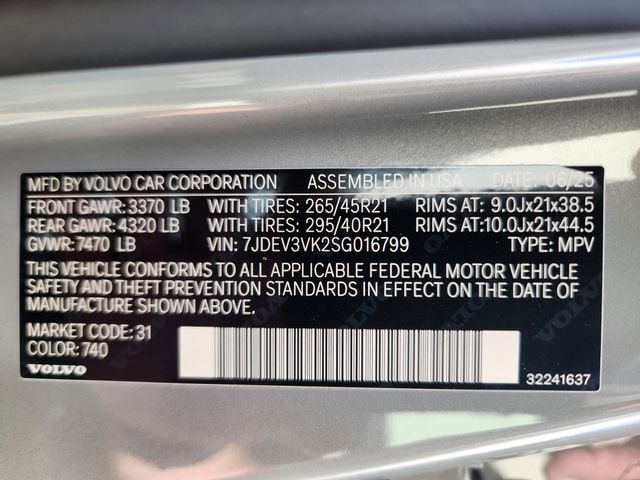 MFD BY VOLVO CAR CORPORATION ASSEMBLED IN USA DATE: 06/25
FRONT GAWR: 3370 LB WITH TIRES: 265/45R21 RIMS AT: 9.0Jx21x38.5
REAR GAWR: 4320 LB WITH TIRES: 295/40R21 RIMS AT:10.0Jx21x44.5
GVWR: 7470 LB VIN: 7JDEV3VK2SG016799 TYPE: MPV
THIS VEHICLE CONFORMS TO ALL APPLICABLE FEDERAL MOTOR VEHICLE
SAFETY AND THEFT PREVENTION STANDARDS IN EFFECT ON THE DATE OF
MANUFACTURE SHOWN ABOVE.
MARKET CODE: 31
COLOR: 740
VOLVO
32241637